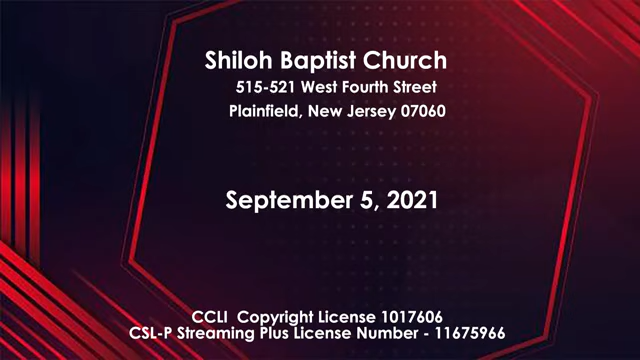 Shiloh Baptist Church
515-521 West Fourth Street
Plainfield, New Jersey 07060
September 5, 2021
CCLI  Copyright License 1017606
CSL-P Streaming Plus License Number - 11675966